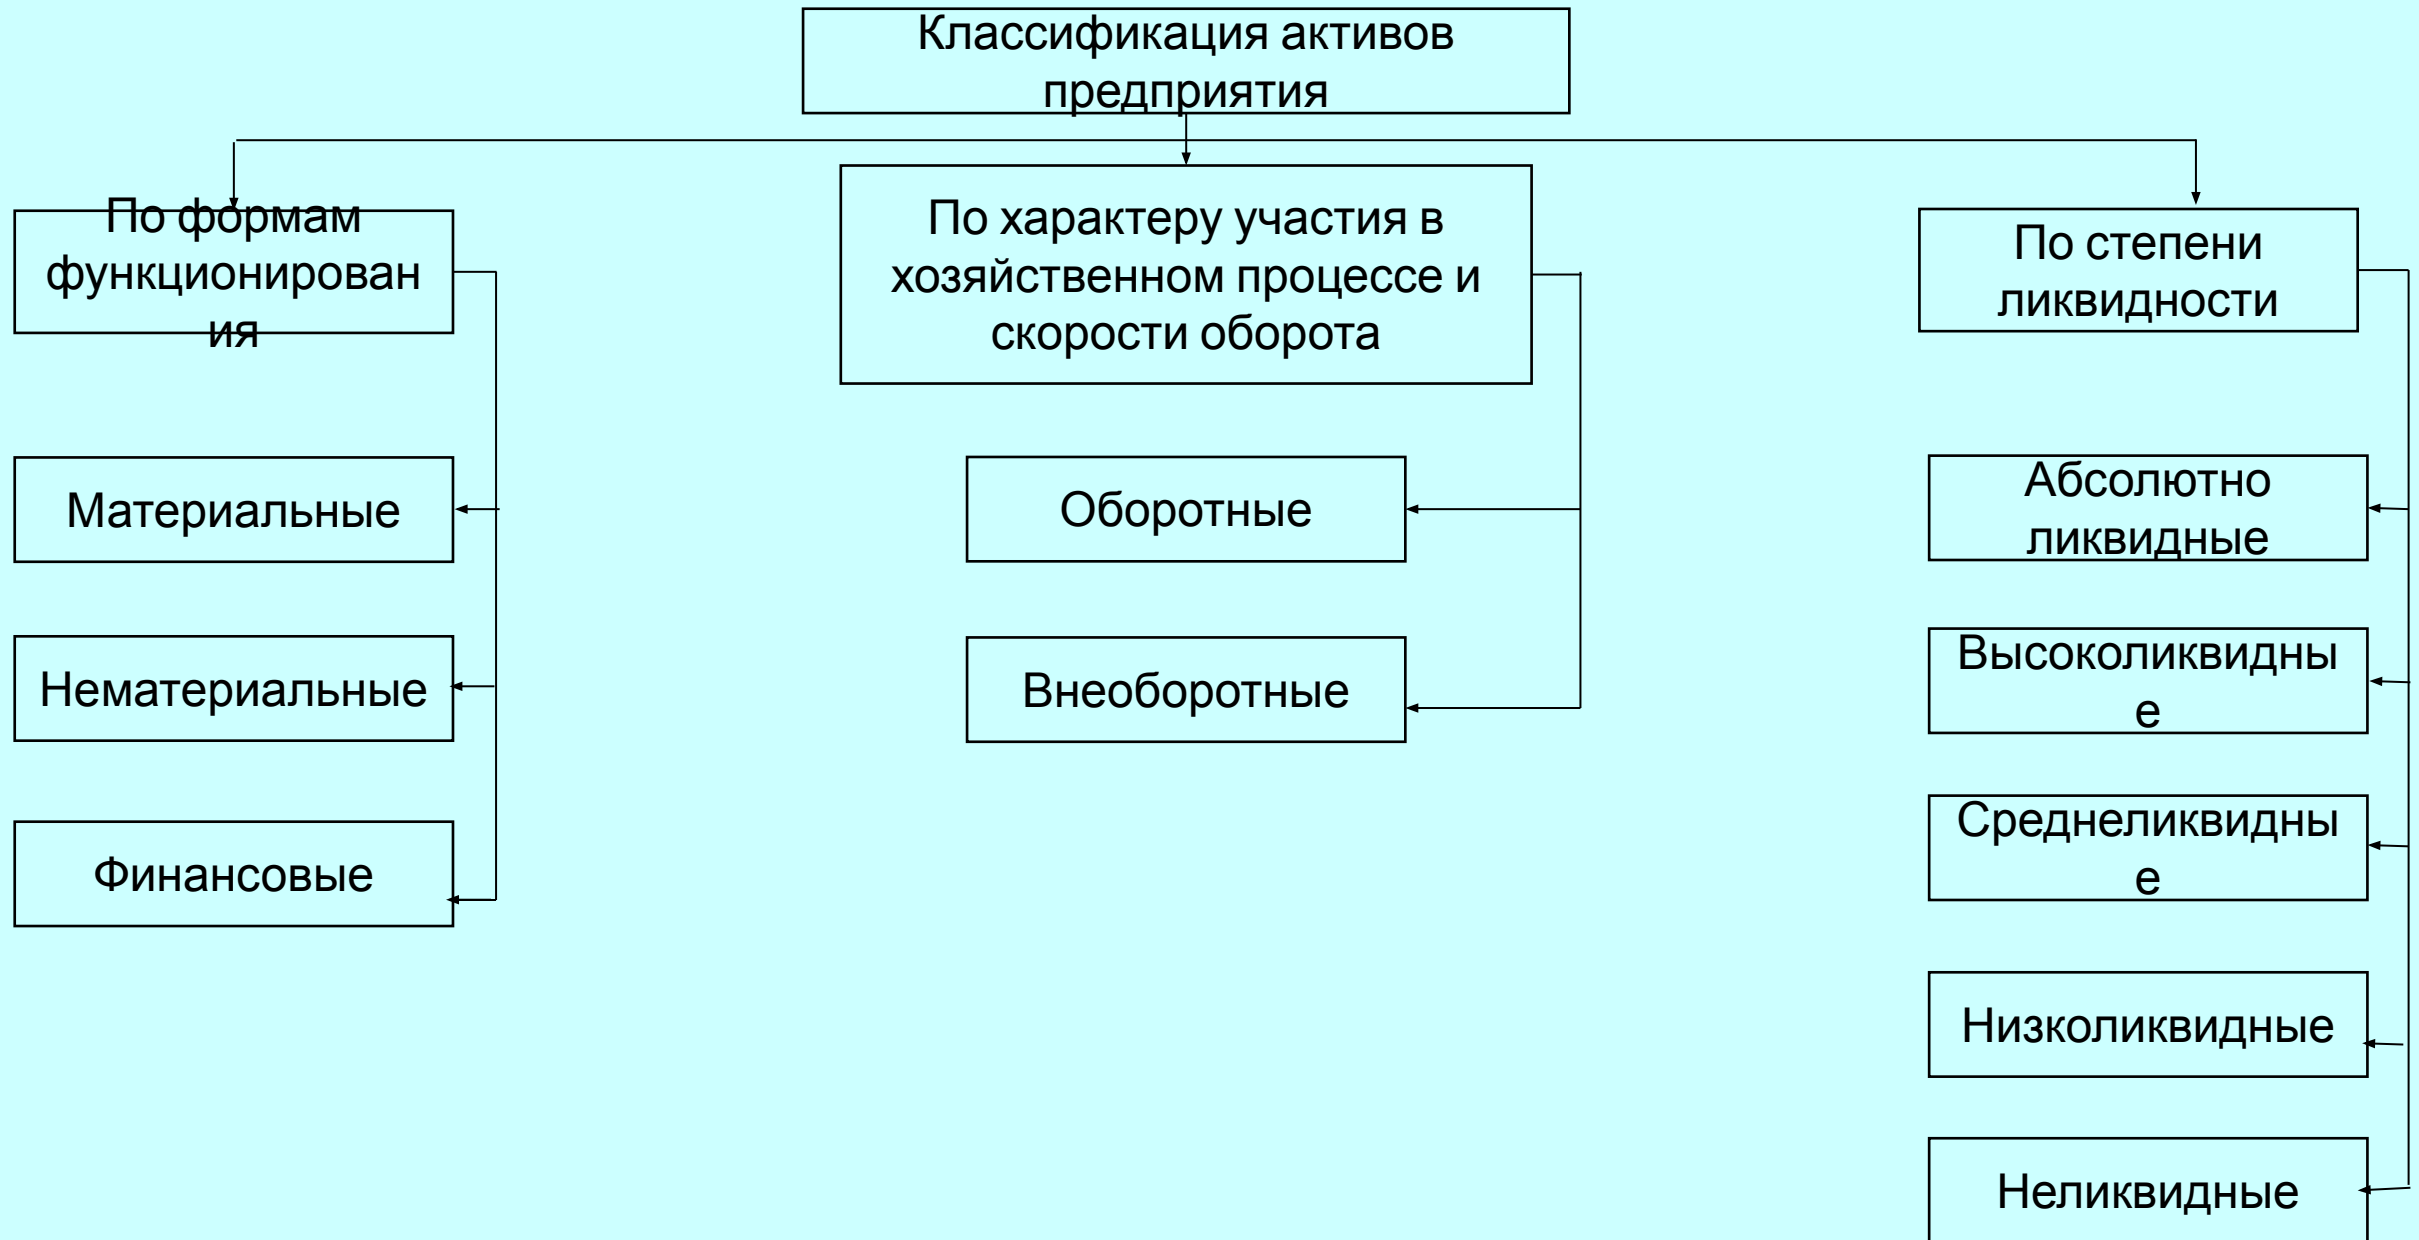 Классификация активов
предприятия
По формам
функционирован
ия
По характеру участия в
хозяйственном процессе и
скорости оборота
По степени
ликвидности
Материальные
Нематериальные
Финансовые
Оборотные
Внеоборотные
Абсолютно
ликвидные
Высоколиквидны
е
Среднеликвидны
е
Низколиквидные
Неликвидные